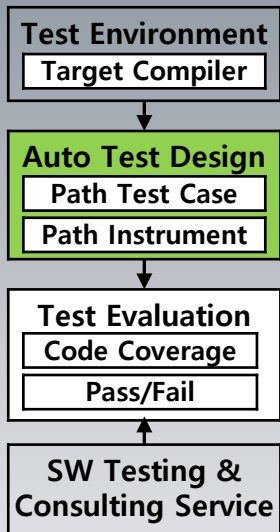 Test Environment
Target Compiler
Auto Test Design
Path Test Case
Path Instrument
Test Evaluation
Code Coverage
Pass/Fail
SW Testing &
Consulting Service